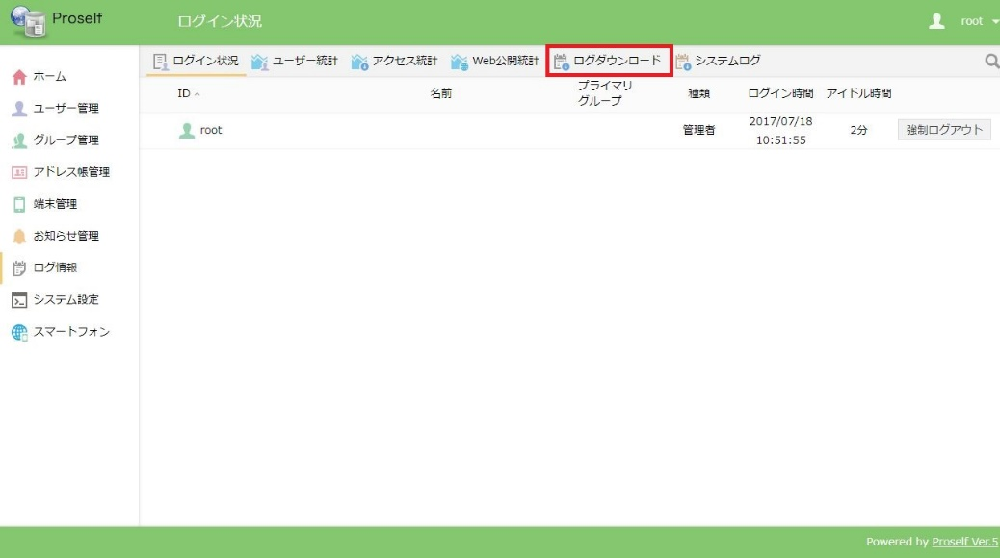 Proself
ログイン状況
root
ホーム
ユーザー管理
グループ管理
アドレス帳管理
端末管理
お知らせ管理
ログ情報
システム設定
スマートフォン
ログイン状況 ユーザー統計 アクセス統計 Web公開統計 ログダウンロード システムログ
ID 名前 プライマリ
グループ 種類 ログイン時間 アイドル時間
root 管理者 2017/07/18
10:51:55 2分 強制ログアウト
Powered by Proself Ver.5